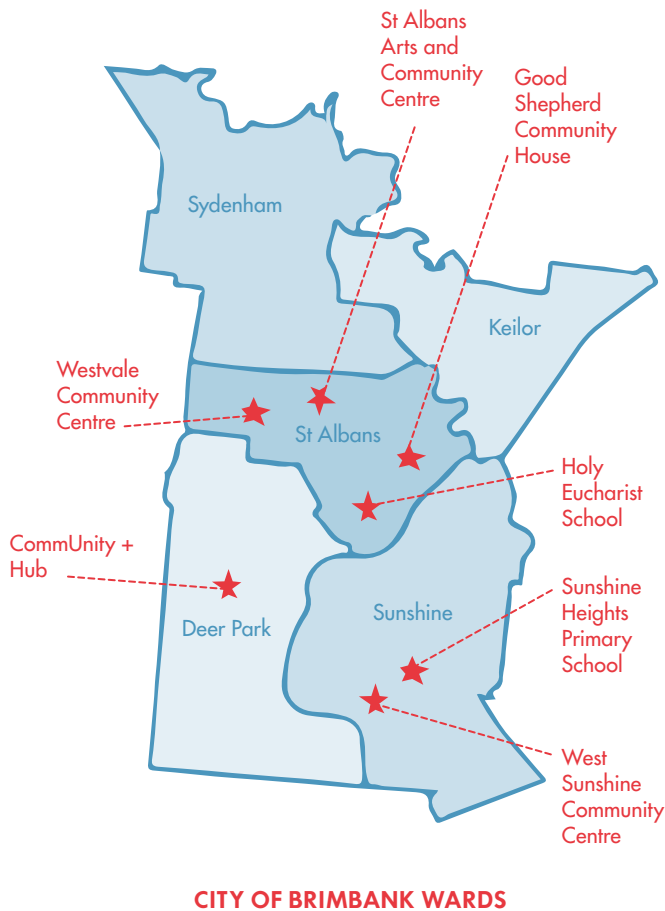 St Albans
Arts and
Community
Centre
Good
Shepherd
Community
House
Sydenham
Keilor
Westvale
Community
Centre
St Albans
Holy
Eucharist
School
CommUnity +
Hub
Deer Park
Sunshine
Sunshine
Heights
Primary
School
West
Sunshine
Community
Centre
CITY OF BRIMBANK WARDS